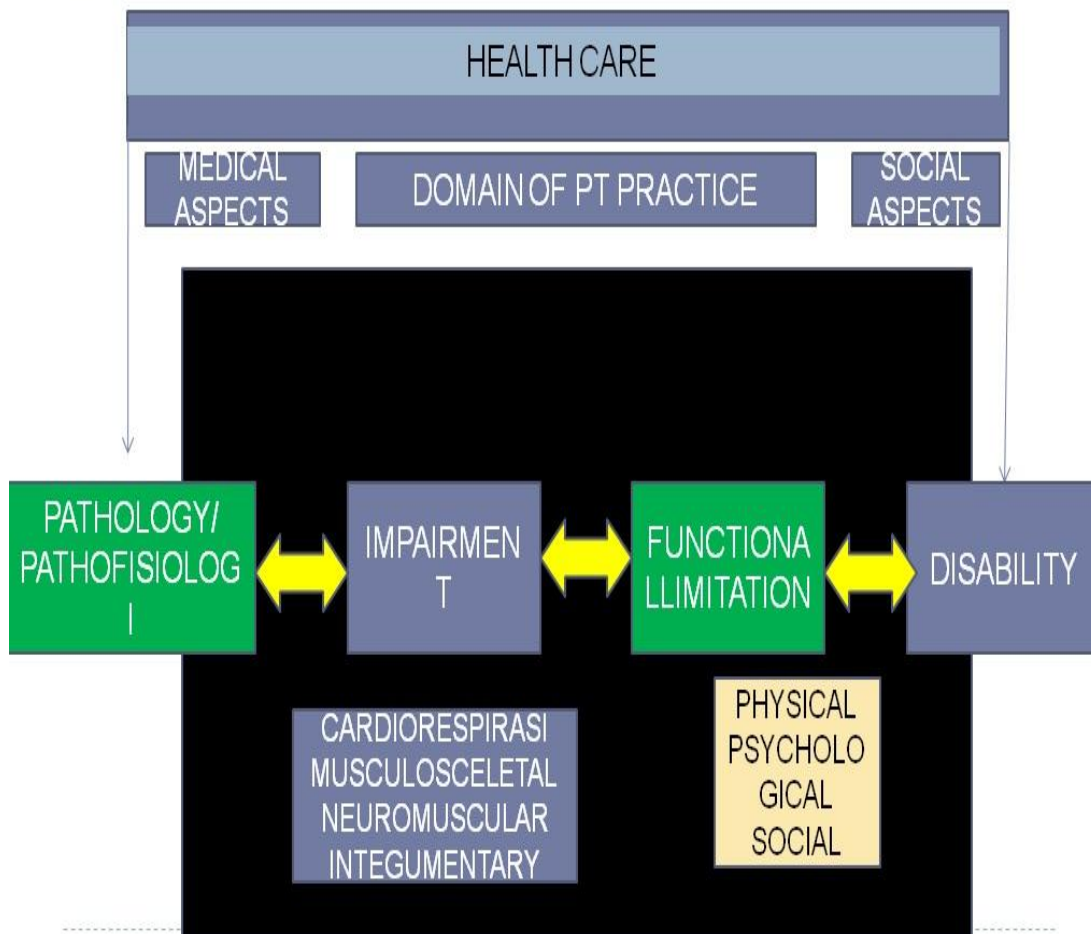 HEALTH CARE
MEDICAL
ASPECTS
DOMAIN OF PT PRACTICE
SOCIAL
ASPECTS
PATHOLOGY/
PATHOFISIOLOG
I
IMPAIRMEN
T
FUNCTIONA
LLIMITATION
DISABILITY
CARDIORESPIRASI
MUSCULOSCELETAL
NEUROMUSCULAR
INTEGUMENTARY
PHYSICAL
PSYCHOLO
GICAL
SOCIAL